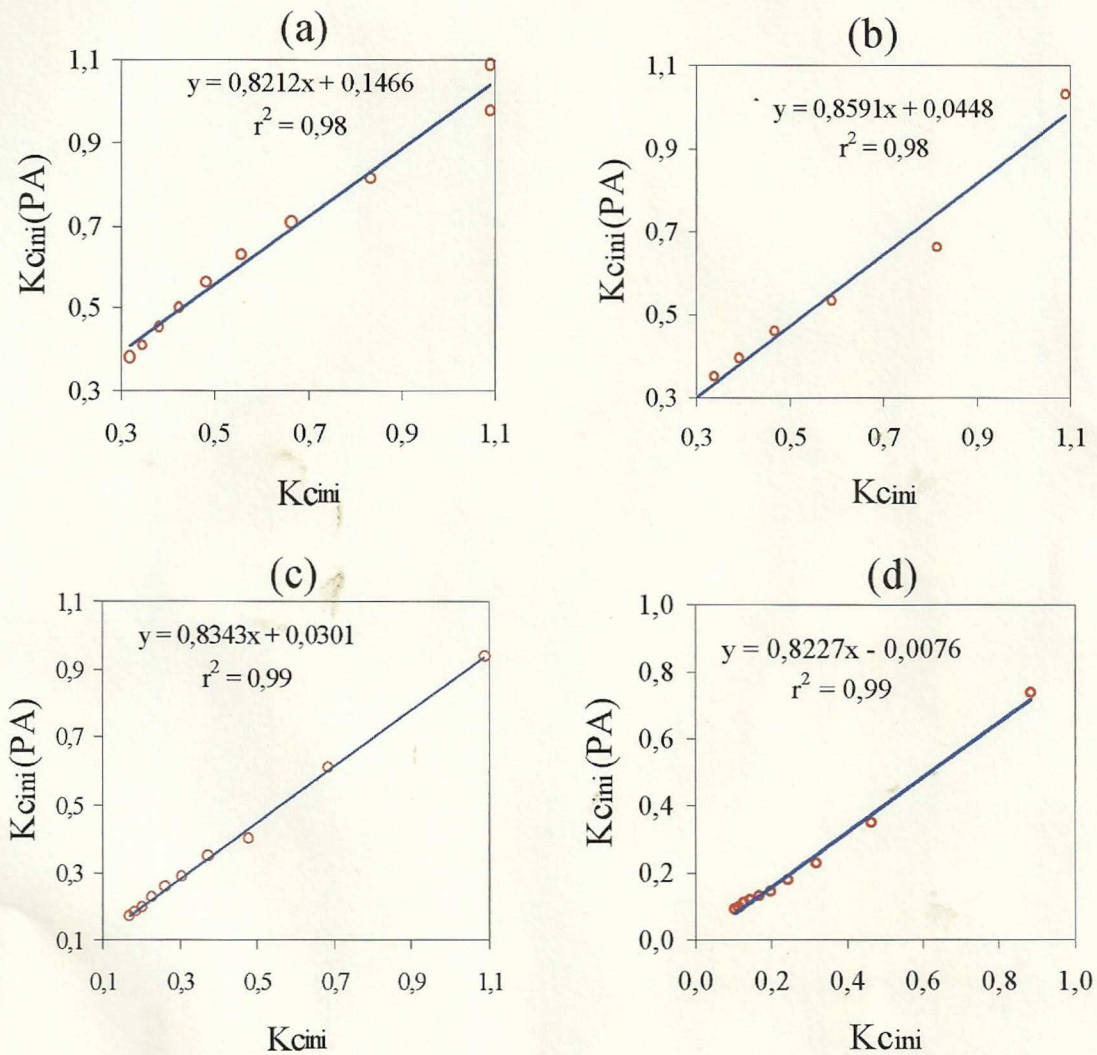 (a)
1,1
y = 0,8212x + 0,1466
r² = 0,98
0,9
0,7
0,5
0,3
Kcini(PA)
0,3 0,5 0,7 0,9 1,1
Kcini
(b)
1,1
y = 0,8591x + 0,0448
r² = 0,98
0,9
0,7
0,5
0,3
Kcini(PA)
0,3 0,5 0,7 0,9 1,1
Kcini
(c)
1,1
y = 0,8343x + 0,0301
r² = 0,99
0,9
0,7
0,5
0,3
0,1
Kcini(PA)
0,1 0,3 0,5 0,7 0,9 1,1
Kcini
(d)
1,0
y = 0,8227x - 0,0076
r² = 0,99
0,8
0,6
0,4
0,2
0,0
Kcini(PA)
0,0 0,2 0,4 0,6 0,8 1,0
Kcini